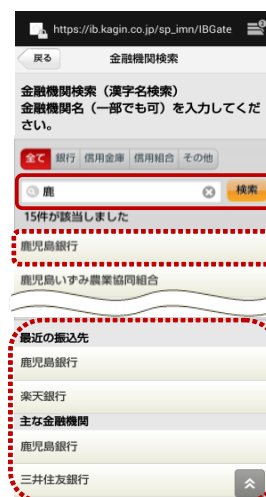 https://ib.kagin.co.jp/sp_imn/IBGate
戻る 金融機関検索
金融機関検索（漢字名検索）
金融機関名（一部でも可）を入力してくだ
さい。
全て 銀行 信用金庫 信用組合 その他
鹿 検索
15件が該当しました
鹿児島銀行
鹿児島いずみ農業協同組合
最近の振込先
鹿児島銀行
楽天銀行
主な金融機関
鹿児島銀行
三井住友銀行